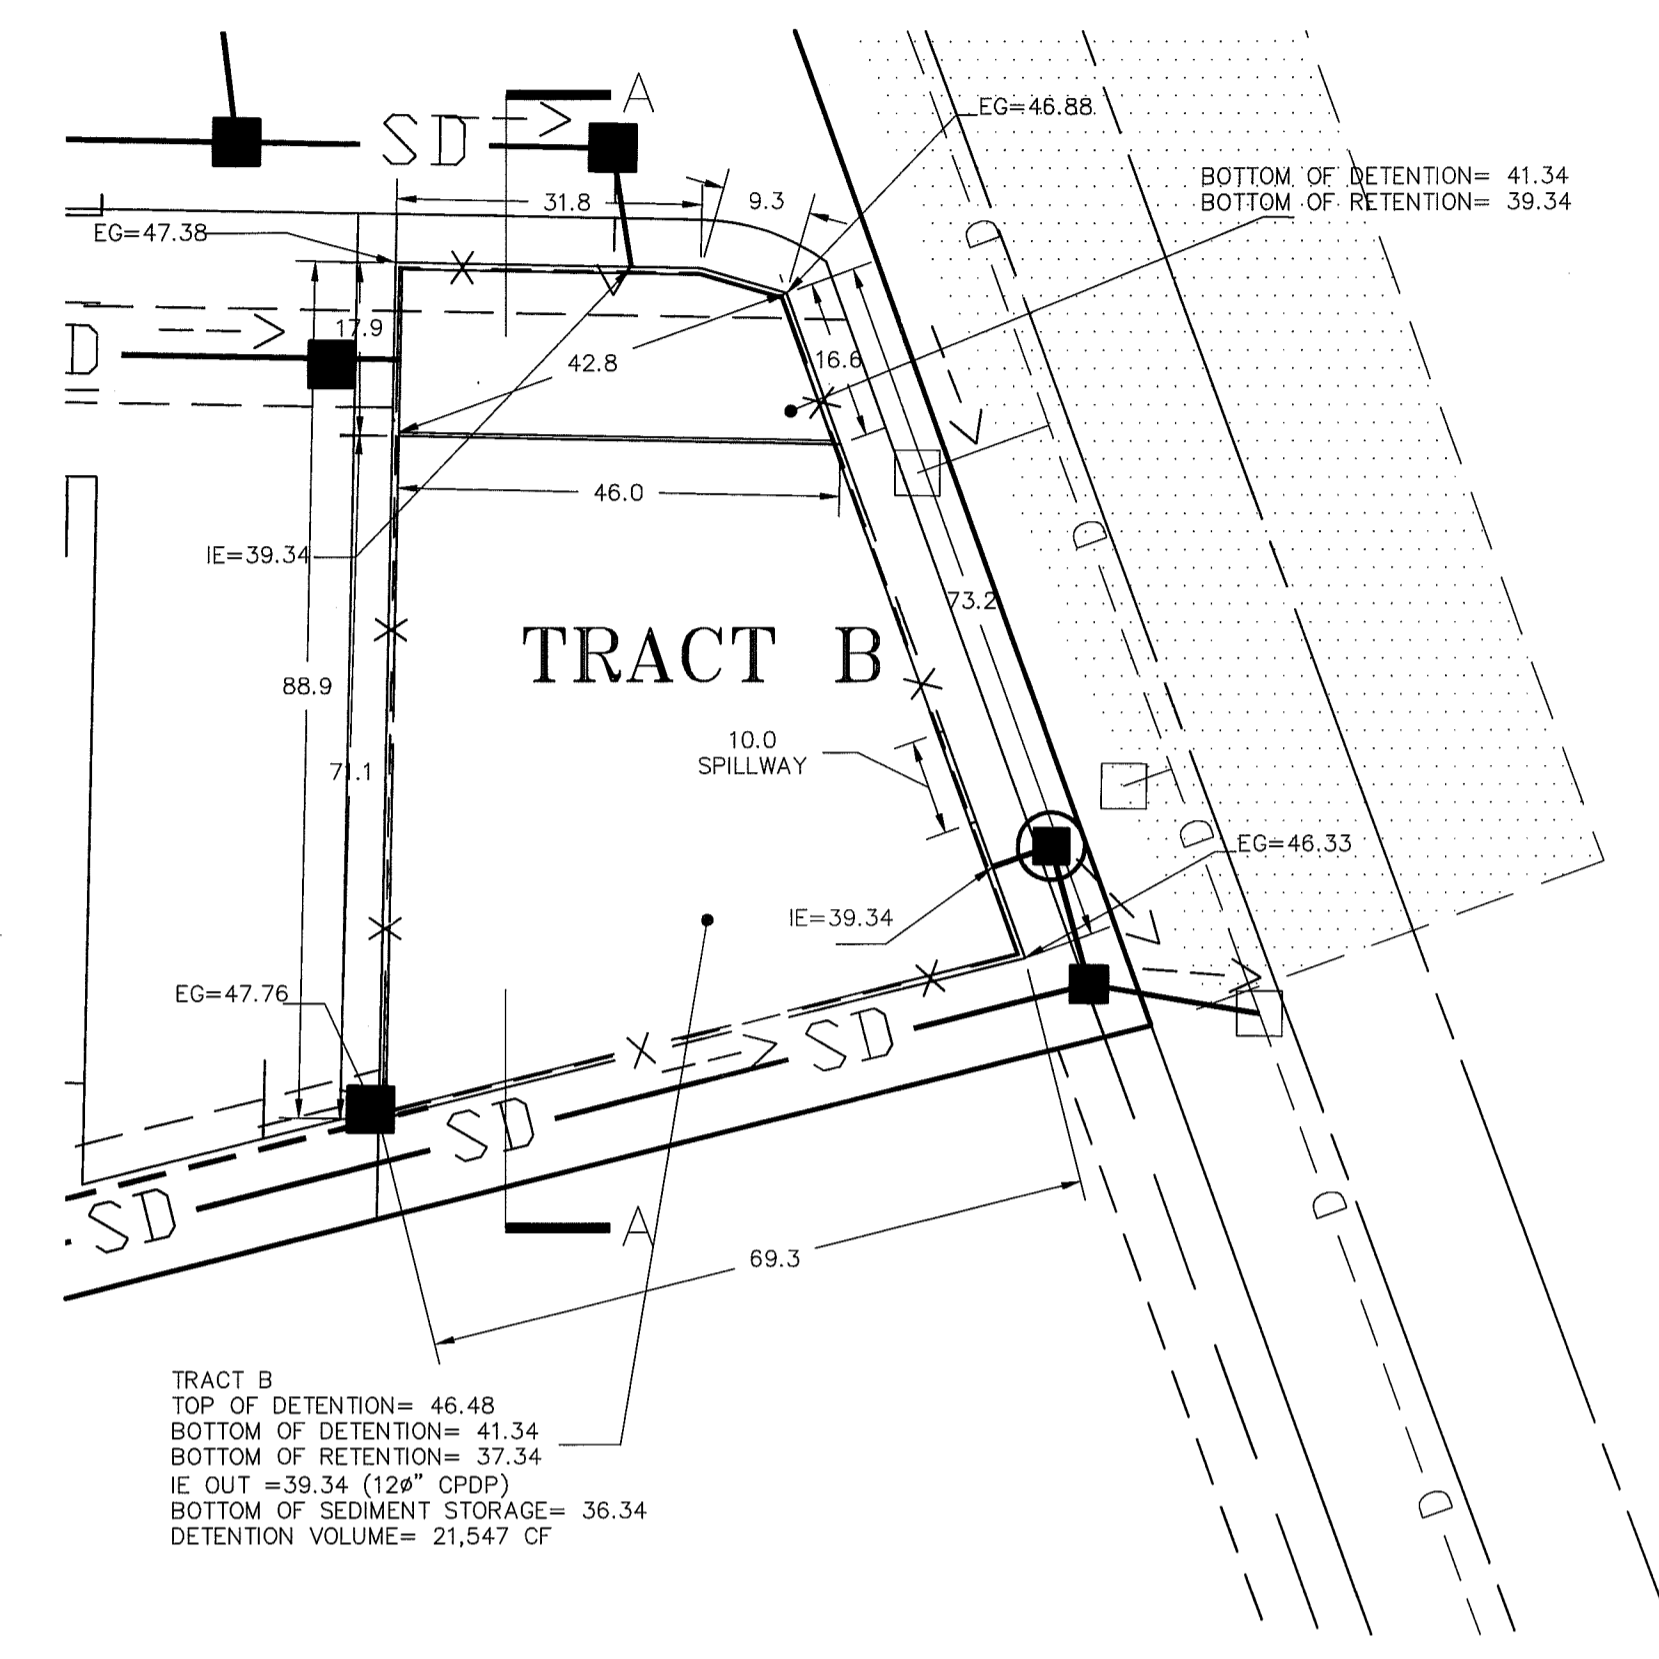 A
SD
EG=46.88
BOTTOM OF DETENTION= 41.34
BOTTOM OF RETENTION= 39.34
31.8
9.3
EG=47.38
D
D
17.9
42.8
16.6
46.0
D
IE=39.34
73.2
TRACT B
88.9
10.0
SPILLWAY
71.1
D
EG=46.33
IE=39.34
EG=47.76
SD
SD
SD
D
A
69.3
TRACT B
TOP OF DETENTION= 46.48
BOTTOM OF DETENTION= 41.34
BOTTOM OF RETENTION= 37.34
IE OUT =39.34 (12ø" CPDP)
BOTTOM OF SEDIMENT STORAGE= 36.34
DETENTION VOLUME= 21,547 CF
D